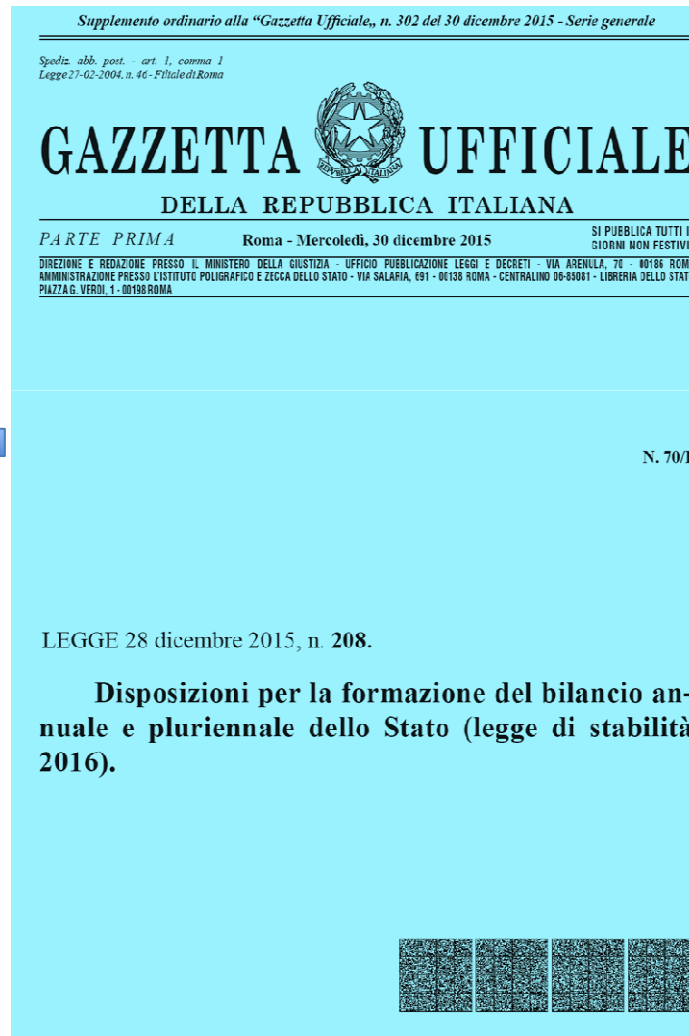 Supplemento ordinario alla “Gazzetta Ufficiale„ n. 302 del 30 dicembre 2015 - Serie generale
Spediz. abb. post. - art. 1, comma 1
Legge 27-02-2004, n. 46 - Filiale di Roma
GAZZETTA UFFICIALE
DELLA REPUBBLICA ITALIANA
PARTE PRIMA
Roma - Mercoledì, 30 dicembre 2015
SI PUBBLICA TUTTI I
GIORNI NON FESTIVI
DIREZIONE E REDAZIONE PRESSO IL MINISTERO DELLA GIUSTIZIA - UFFICIO PUBBLICAZIONE LEGGI E DECRETI - VIA ARENULA, 70 - 00186 ROM
AMMINISTRAZIONE PRESSO L'ISTITUTO POLIGRAFICO E ZECCA DELLO STATO - VIA SALARIA, 691 - 00138 ROMA - CENTRALINO 06-85081 - LIBRERIA DELLO STAT
PIAZZA G. VERDI, 1 - 00198 ROMA
N. 70/
LEGGE 28 dicembre 2015, n. 208.
Disposizioni per la formazione del bilancio an-
nuale e pluriennale dello Stato (legge di stabilità
2016).